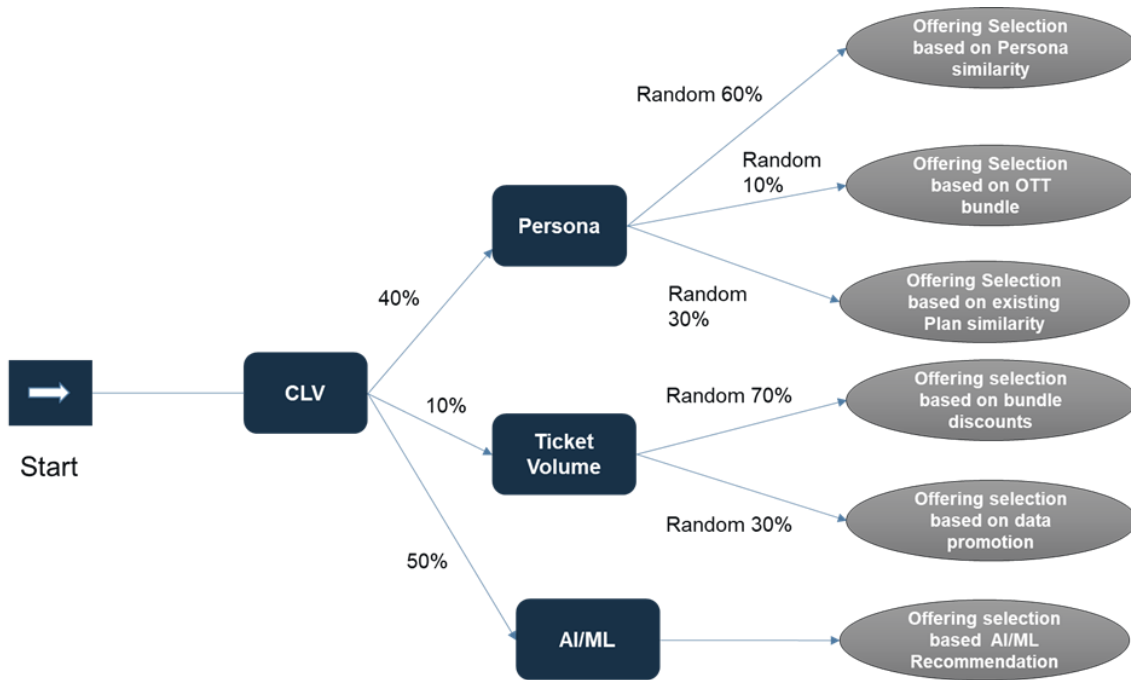 Offering Selection
based on Persona
similarity
Random 60%
Random
10%
Offering Selection
based on OTT
bundle
Persona
40%
Random
30%
Offering Selection
based on existing
Plan similarity
CLV
Start
10%
Random 70%
Offering selection
based on bundle
discounts
Ticket
Volume
Random 30%
Offering selection
based on data
promotion
50%
AI/ML
Offering selection
based  AI/ML
Recommendation